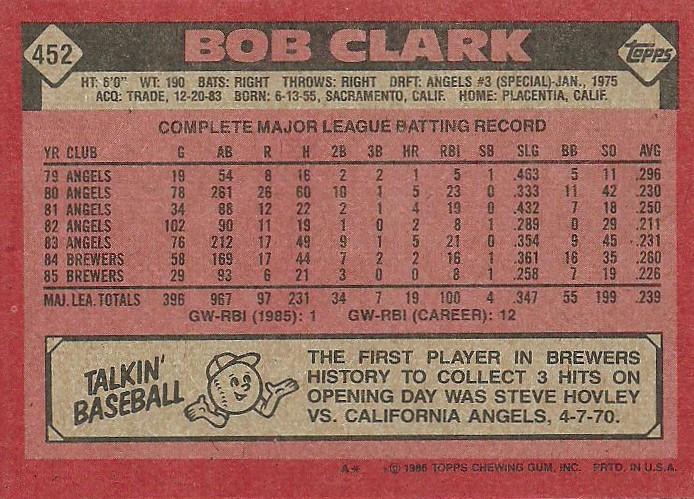 452
BOB CLARK
topps
HT: 6'0" WT: 190 BATS: RIGHT THROWS: RIGHT DRFT: ANGELS #3 (SPECIAL)-JAN., 1975
ACQ: TRADE, 12-20-83 BORN: 6-13-55, SACRAMENTO, CALIF. HOME: PLACENTIA, CALIF.
COMPLETE MAJOR LEAGUE BATTING RECORD
YR CLUB G AB R H 2B 3B HR RBI SB SLG BB SO AVG
79 ANGELS 19 54 8 16 2 2 1 5 1 .463 5 11 .296
80 ANGELS 78 261 26 60 10 1 5 23 0 .333 11 42 .230
81 ANGELS 34 88 12 22 2 1 4 19 0 .432 7 18 .250
82 ANGELS 102 90 11 19 1 0 2 8 1 .289 0 29 .211
83 ANGELS 76 212 17 49 9 1 5 21 0 .354 9 45 .231
84 BREWERS 58 169 17 44 7 2 2 16 1 .361 16 35 .260
85 BREWERS 29 93 6 21 3 0 0 8 1 .258 7 19 .226
MAJ. LEA. TOTALS 396 967 97 231 34 7 19 100 4 .347 55 199 .239
GW-RBI (1985): 1 GW-RBI (CAREER): 12
TALKIN'
BASEBALL
THE FIRST PLAYER IN BREWERS
HISTORY TO COLLECT 3 HITS ON
OPENING DAY WAS STEVE HOVLEY
VS. CALIFORNIA ANGELS, 4-7-70.
A* © 1986 TOPPS CHEWING GUM, INC. PRTD. IN U.S.A.